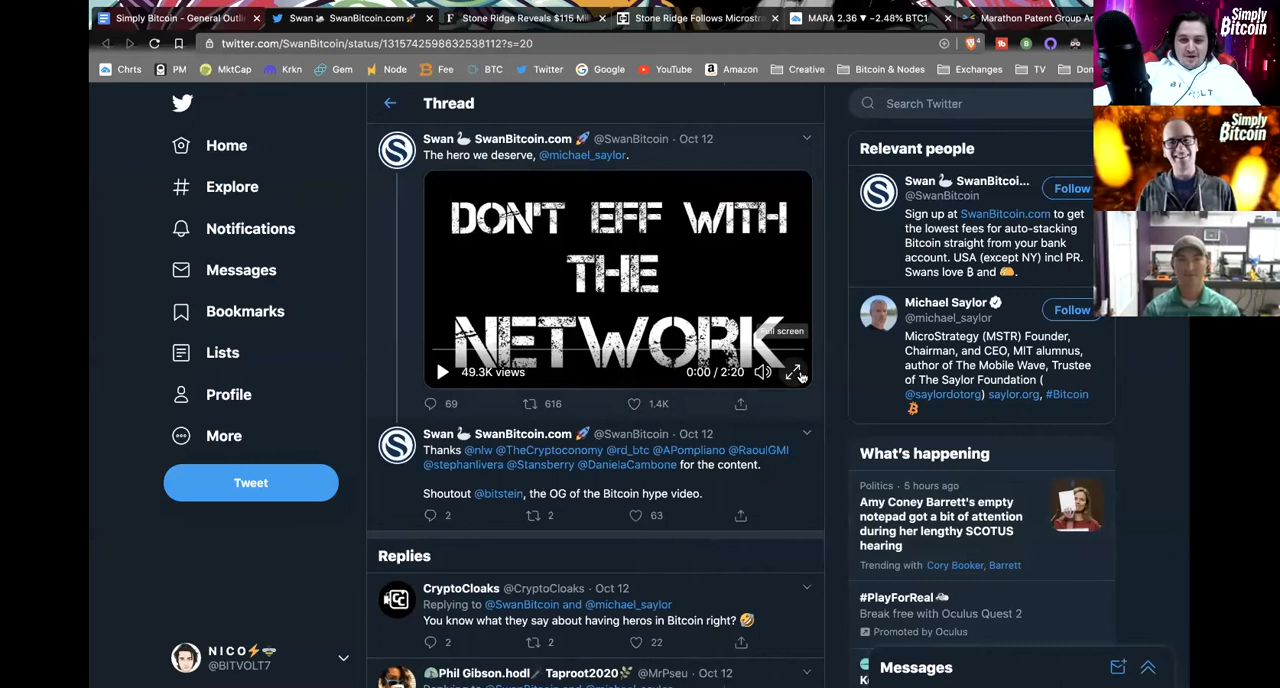 Simply Bitcoin - General Outli
Swan SwanBitcoin.com
Stone Ridge Reveals $115 Mi
Stone Ridge Follows Microstra
MARA 2.36 ▼ −2.48% BTC1
Marathon Patent Group An
twitter.com/SwanBitcoin/status/1315742598632538112?s=20
Chrts
PM
MktCap
Krkn
Gem
Node
Fee
BTC
Twitter
Google
YouTube
Amazon
Creative
Bitcoin & Nodes
Exchanges
TV
Simply
Bitcoin
Simply
Bitcoin
Home
Explore
Notifications
Messages
Bookmarks
Lists
Profile
More
Tweet
NICO
@BITVOLT7
Thread
Swan SwanBitcoin.com @SwanBitcoin · Oct 12
The hero we deserve, @michael_saylor.
DON'T EFF WITH
THE
NETWORK
Full screen
49.3K views
0:00 / 2:20
69
616
1.4K
Swan SwanBitcoin.com @SwanBitcoin · Oct 12
Thanks @nlw @TheCryptoconomy @rd_btc @APompliano @RaoulGMI
@stephanlivera @Stansberry @DanielaCambone for the content.
Shoutout @bitstein, the OG of the Bitcoin hype video.
2
2
63
Replies
CryptoCloaks @CryptoCloaks · Oct 12
Replying to @SwanBitcoin and @michael_saylor
You know what they say about having heros in Bitcoin right?
2
2
22
Phil Gibson.hodl Taproot2020 @MrPseu · Oct 12
Search Twitter
Relevant people
Swan SwanBitcoi...
@SwanBitcoin
Follow
Sign up at SwanBitcoin.com to get
the lowest fees for auto-stacking
Bitcoin straight from your bank
account. USA (except NY) incl PR.
Swans love ₿ and
Michael Saylor
@michael_saylor
Follow
MicroStrategy (MSTR) Founder,
Chairman, and CEO, MIT alumnus,
author of The Mobile Wave, Trustee
of The Saylor Foundation (
@saylordotorg) saylor.org, #Bitcoin
What's happening
Politics · 5 hours ago
Amy Coney Barrett's empty
notepad got a bit of attention
during her lengthy SCOTUS
hearing
Trending with Cory Booker, Barrett
#PlayForReal
Break free with Oculus Quest 2
Promoted by Oculus
Messages